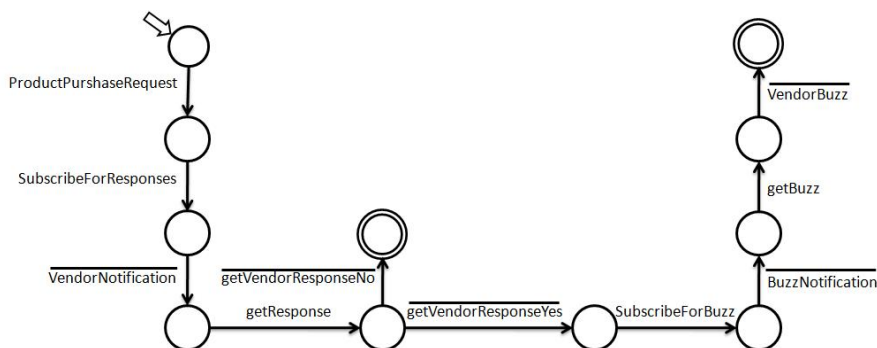 ProductPurshaseRequest
VendorBuzz
SubscribeForResponses
getBuzz
VendorNotification
getVendorResponseNo
BuzzNotification
getResponse
getVendorResponseYes
SubscribeForBuzz